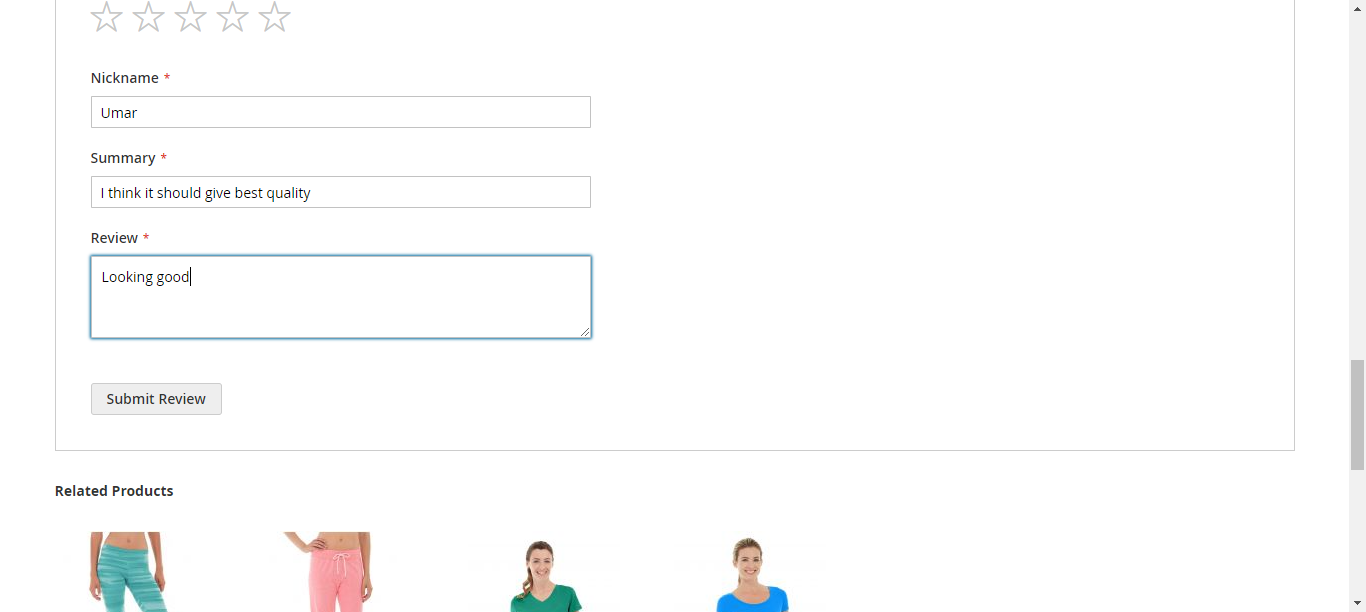 Nickname *
Umar
Summary *
I think it should give best quality
Review *
Looking good
Submit Review
Related Products